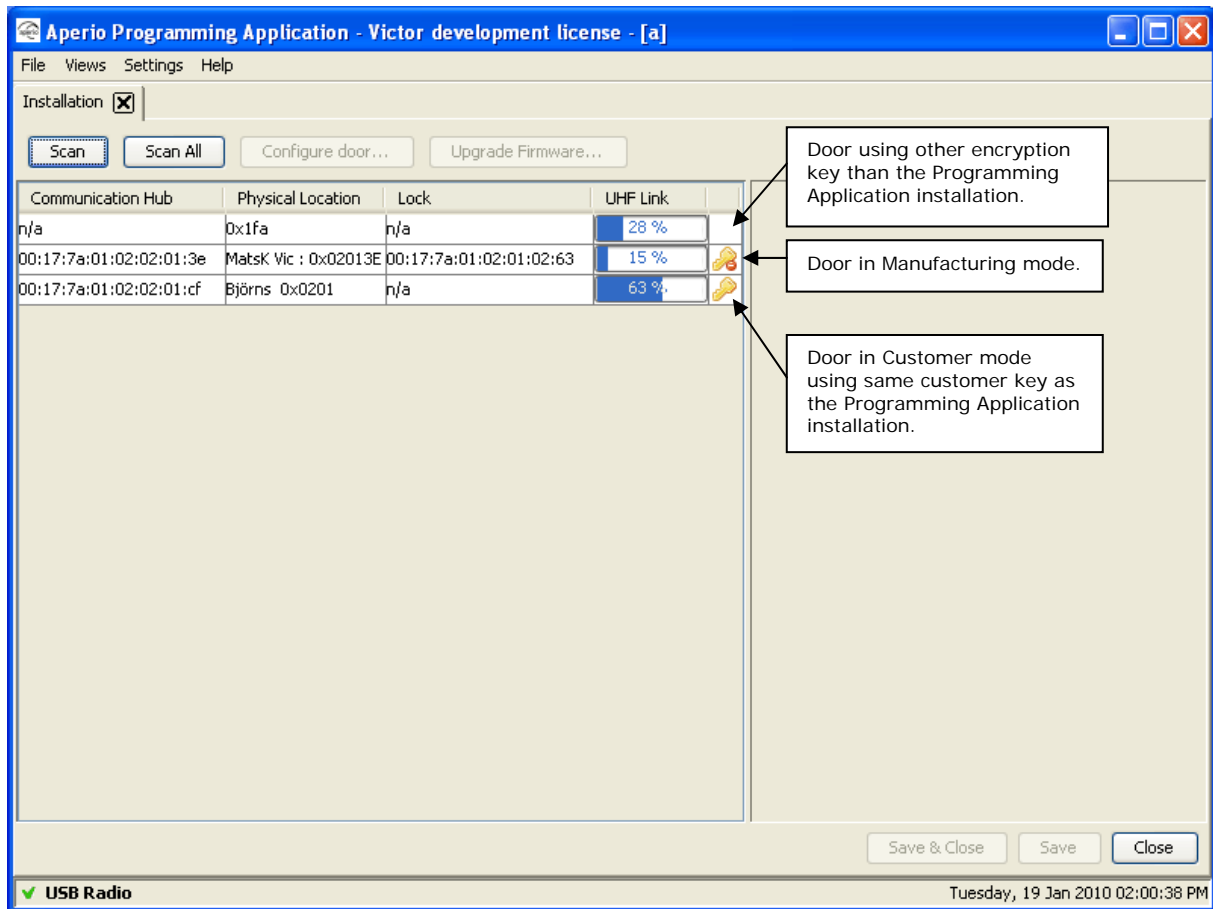 Aperio Programming Application - Victor development license - [a]
File Views Settings Help
Installation
Scan Scan All Configure door... Upgrade Firmware...
Communication Hub Physical Location Lock UHF Link
n/a 0x1fa n/a 28 %
00:17:7a:01:02:02:01:3e MatsK Vic : 0x02013E 00:17:7a:01:02:01:02:63 15 %
00:17:7a:01:02:02:01:cf Björns 0x0201 n/a 63 %
Door using other encryption
key than the Programming
Application installation.
Door in Manufacturing mode.
Door in Customer mode
using same customer key as
the Programming Application
installation.
Save & Close Save Close
USB Radio Tuesday, 19 Jan 2010 02:00:38 PM